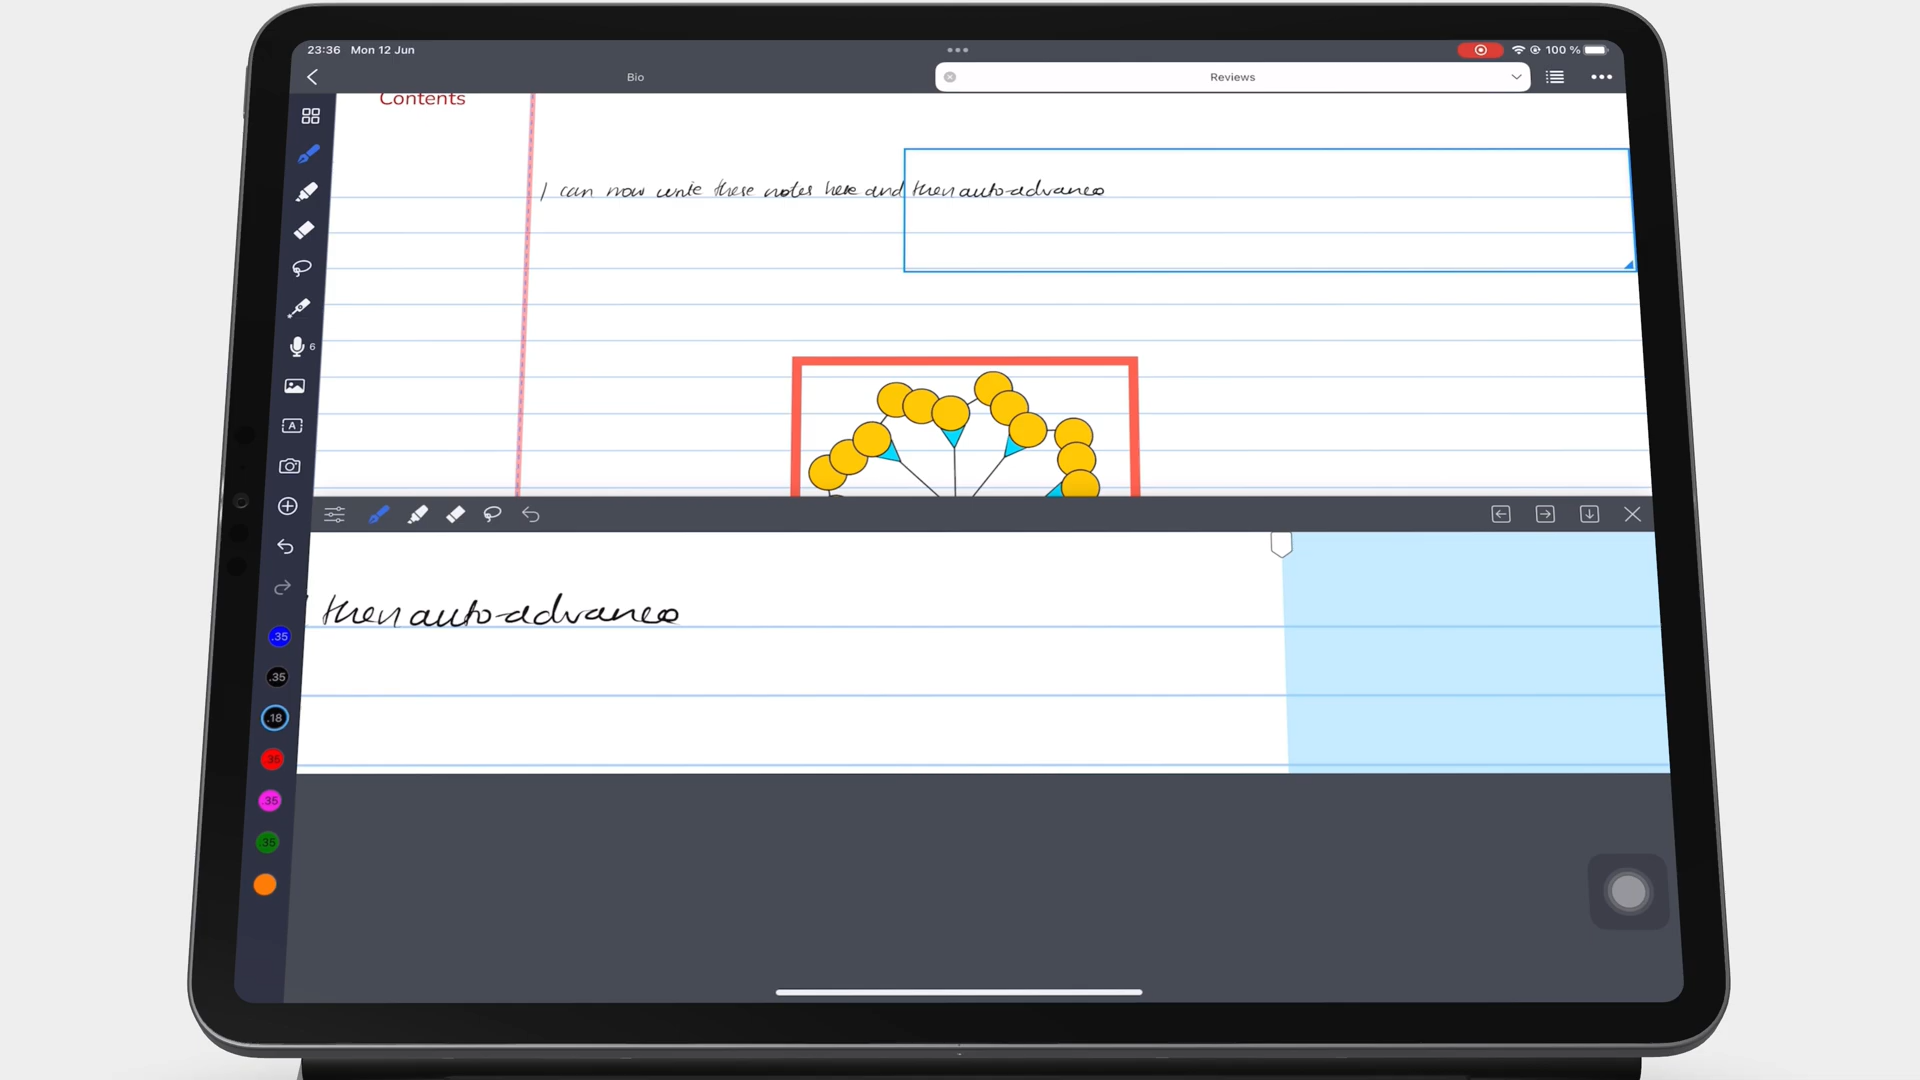 23:36 Mon 12 Jun
100 %
Bio
Reviews
Contents
I can now write these notes here and then auto-advance
6
A
then auto-advance
.35
.35
.18
.35
.35
.35